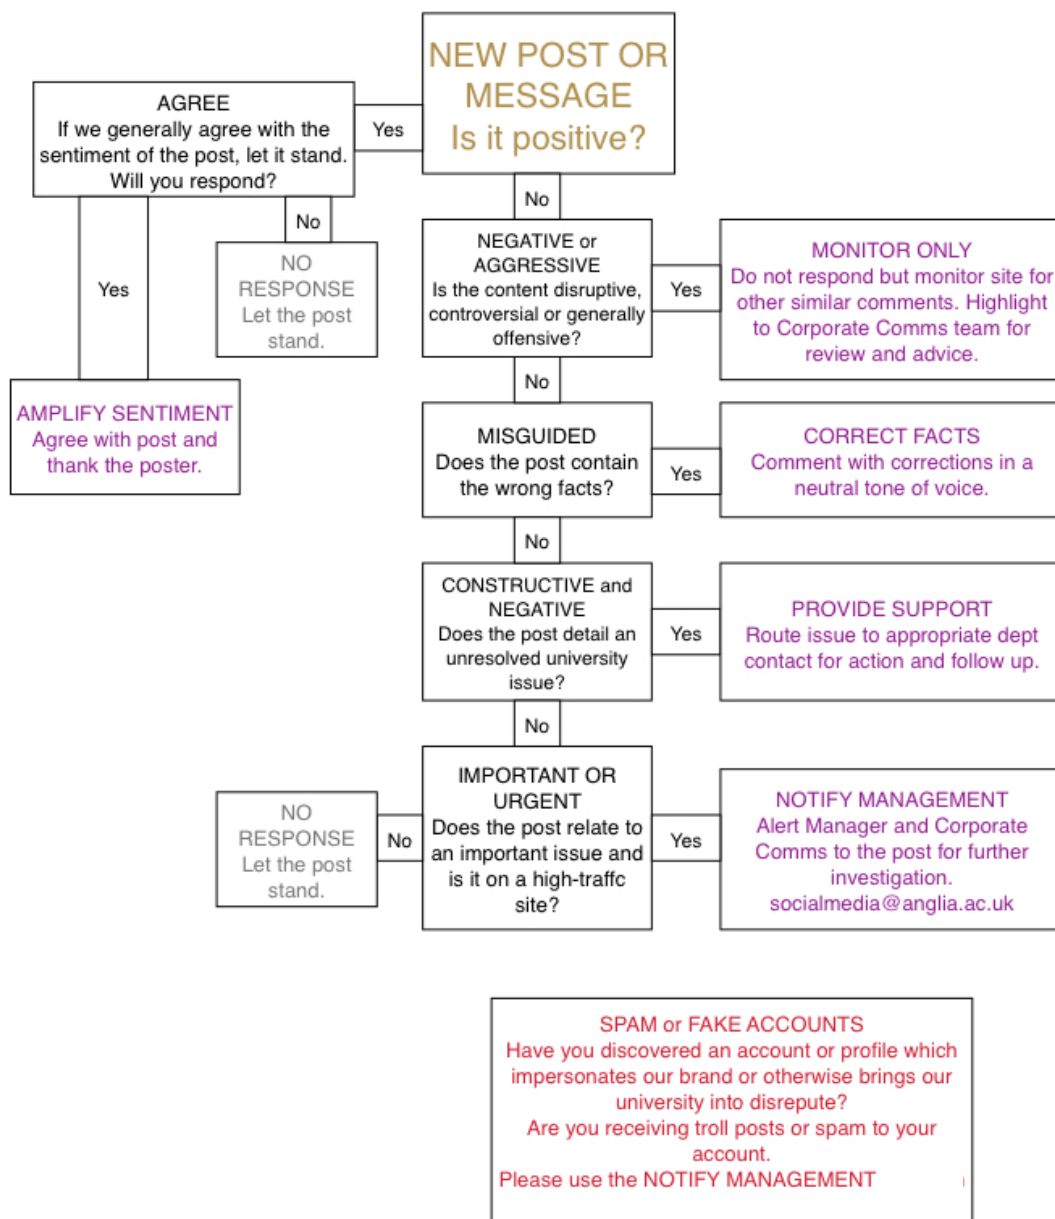 NEW POST OR
MESSAGE
Is it positive?
Yes
AGREE
If we generally agree with the
sentiment of the post, let it stand.
Will you respond?
No
NO
RESPONSE
Let the post
stand.
Yes
AMPLIFY SENTIMENT
Agree with post and
thank the poster.
No
NEGATIVE or
AGGRESSIVE
Is the content disruptive,
controversial or generally
offensive?
Yes
MONITOR ONLY
Do not respond but monitor site for
other similar comments. Highlight
to Corporate Comms team for
review and advice.
No
MISGUIDED
Does the post contain
the wrong facts?
Yes
CORRECT FACTS
Comment with corrections in a
neutral tone of voice.
No
CONSTRUCTIVE and
NEGATIVE
Does the post detail an
unresolved university
issue?
Yes
PROVIDE SUPPORT
Route issue to appropriate dept
contact for action and follow up.
No
IMPORTANT OR
URGENT
Does the post relate to
an important issue and
is it on a high-traffc
site?
No
NO
RESPONSE
Let the post
stand.
Yes
NOTIFY MANAGEMENT
Alert Manager and Corporate
Comms to the post for further
investigation.
socialmedia@anglia.ac.uk
SPAM or FAKE ACCOUNTS
Have you discovered an account or profile which
impersonates our brand or otherwise brings our
university into disrepute?
Are you receiving troll posts or spam to your
account.
Please use the NOTIFY MANAGEMENT